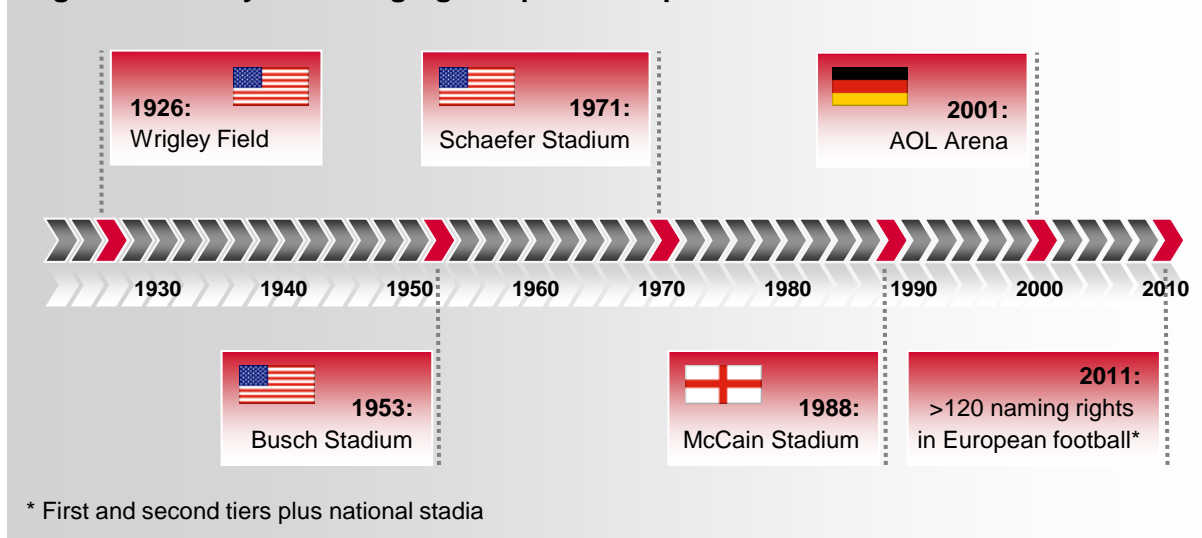 1926:
Wrigley Field
1971:
Schaefer Stadium
2001:
AOL Arena
1930 1940 1950 1960 1970 1980 1990 2000 2010
1953:
Busch Stadium
1988:
McCain Stadium
2011:
>120 naming rights
in European football*
* First and second tiers plus national stadia